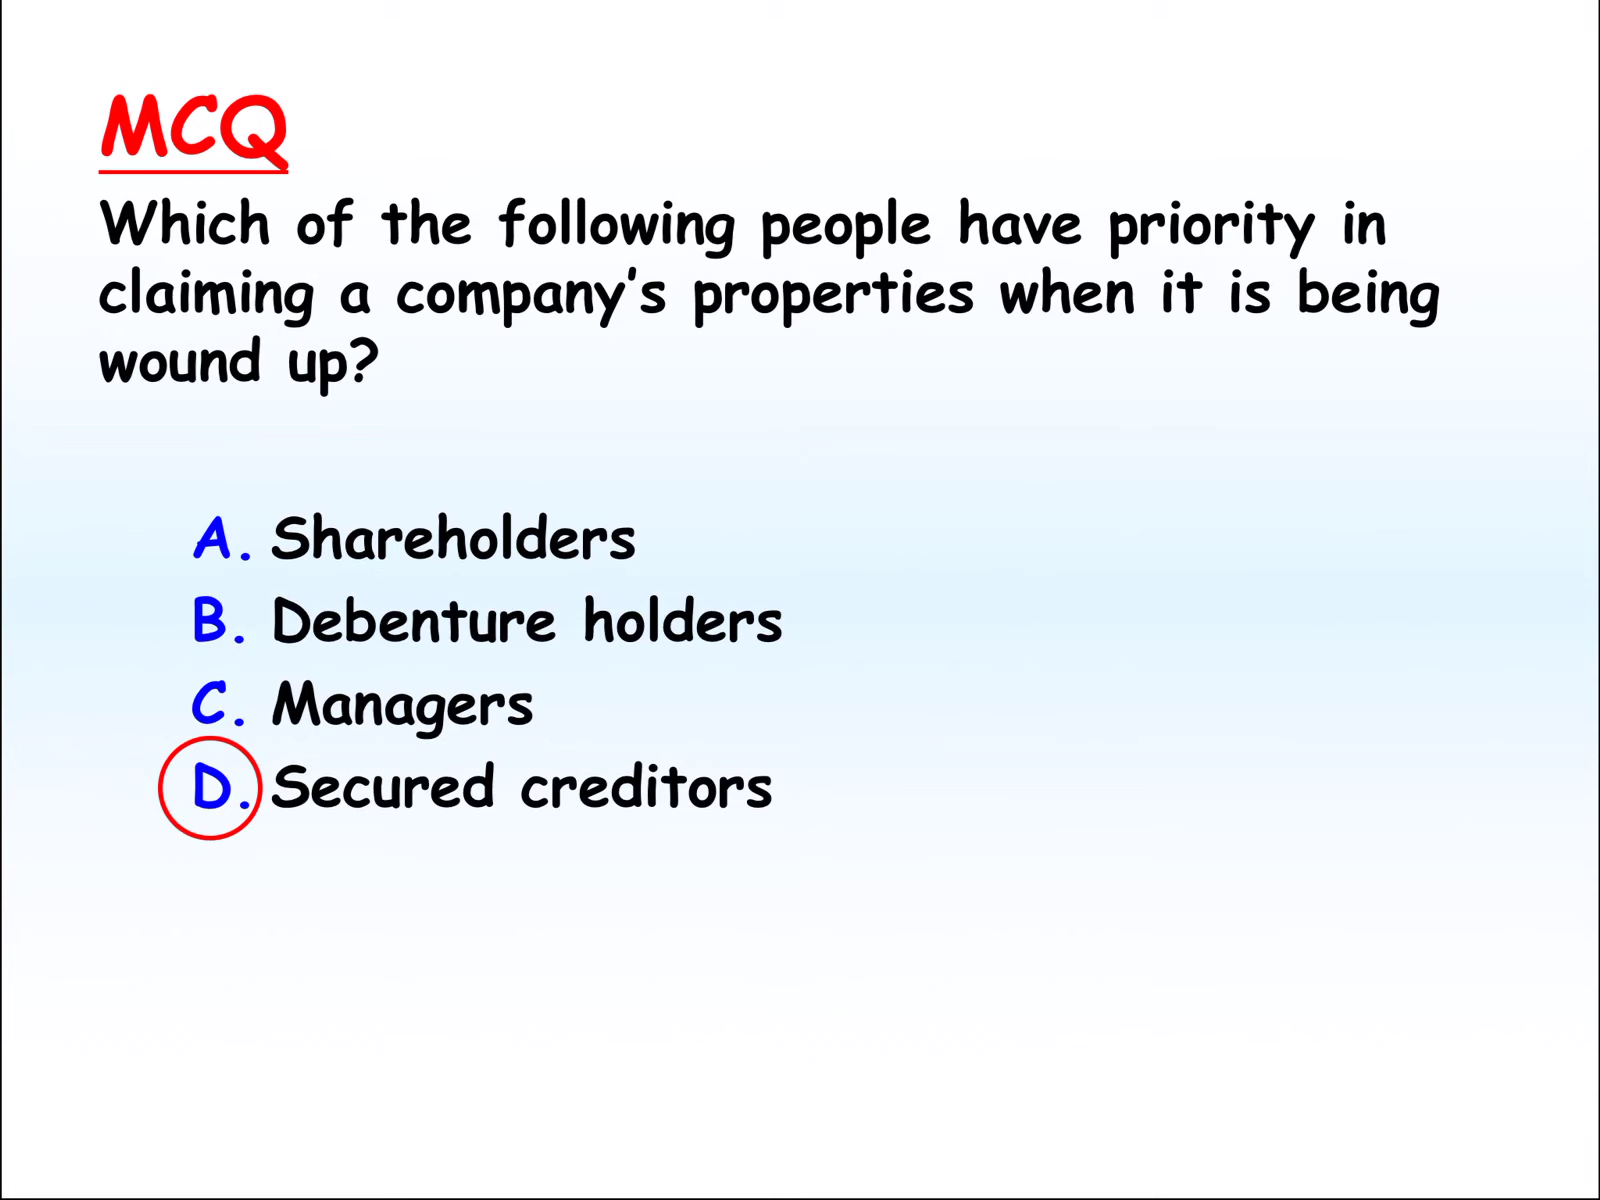 MCQ
Which of the following people have priority in
claiming a company’s properties when it is being
wound up?
A. Shareholders
B. Debenture holders
C. Managers
D. Secured creditors